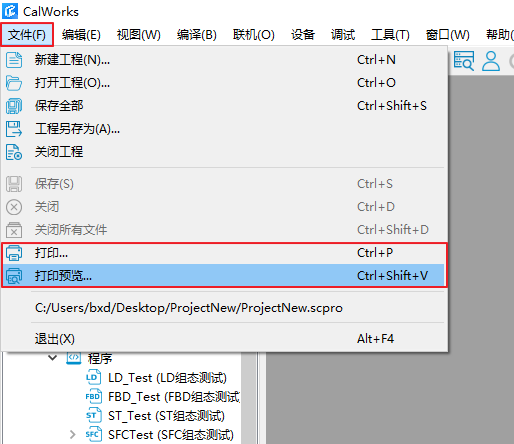 CalWorks
文件(F) 编辑(E) 视图(W) 编译(B) 联机(O) 设备 调试 工具(T) 窗口(W) 帮助(
新建工程(N)... Ctrl+N
打开工程(O)... Ctrl+O
保存全部 Ctrl+Shift+S
工程另存为(A)...
关闭工程
保存(S) Ctrl+S
关闭 Ctrl+D
关闭所有文件 Ctrl+Shift+D
打印... Ctrl+P
打印预览... Ctrl+Shift+V
C:/Users/bxd/Desktop/ProjectNew/ProjectNew.scpro
退出(X) Alt+F4
程序
LD LD_Test (LD组态测试)
FBD FBD_Test (FBD组态测试)
ST ST_Test (ST组态测试)
SFC SFCTest (SFC组态测试)